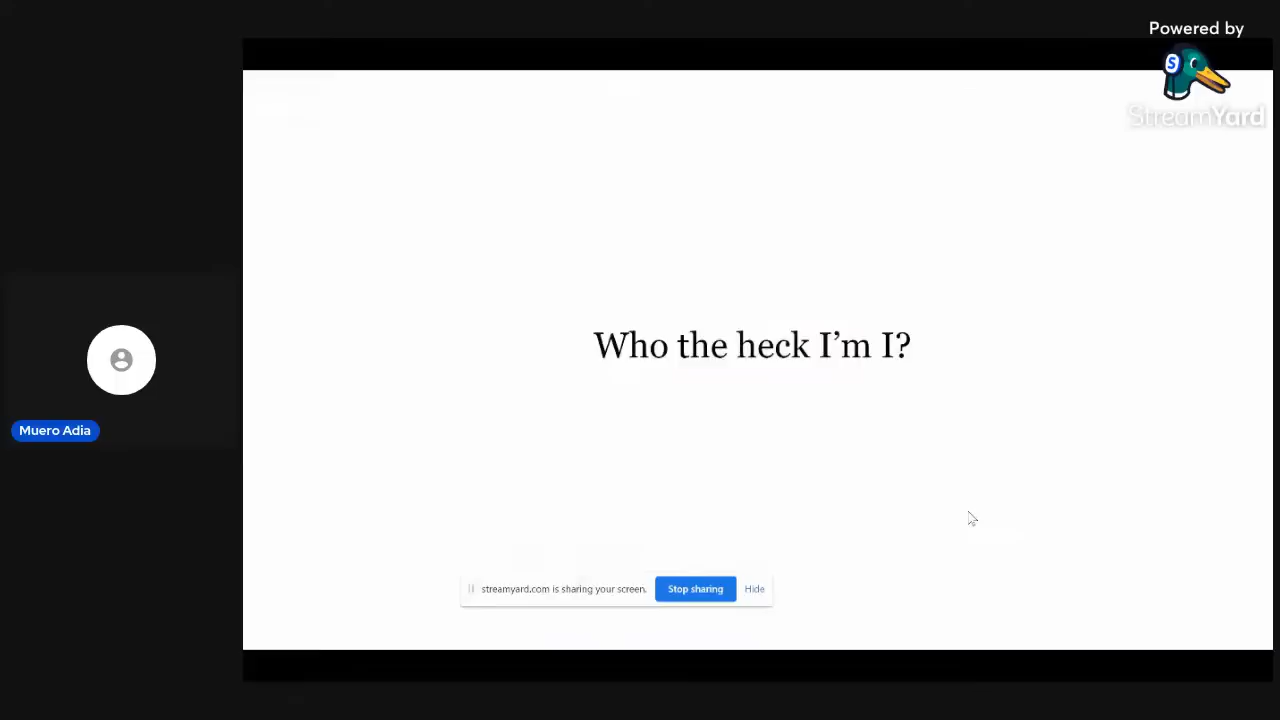 Powered by
S
StreamYard
Who the heck I’m I?
Muero Adia
streamyard.com is sharing your screen. Stop sharing Hide